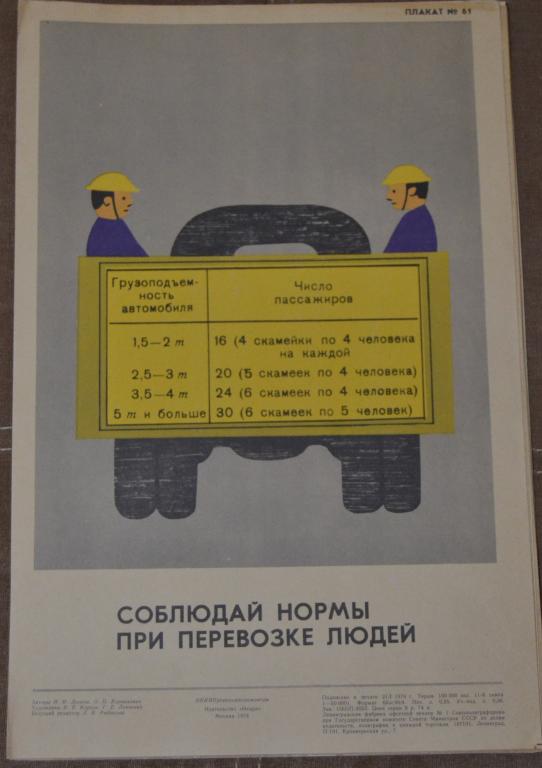 ПЛАКАТ № 61
Грузоподъем-
ность
автомобиля
Число
пассажиров
1,5—2 т
16 (4 скамейки по 4 человека
на каждой
2,5—3 т
20 (5 скамеек по 4 человека)
3,5—4 т
24 (6 скамеек по 4 человека)
5 т и больше
30 (6 скамеек по 5 человек)
СОБЛЮДАЙ НОРМЫ
ПРИ ПЕРЕВОЗКЕ ЛЮДЕЙ
Издательство «Недра»